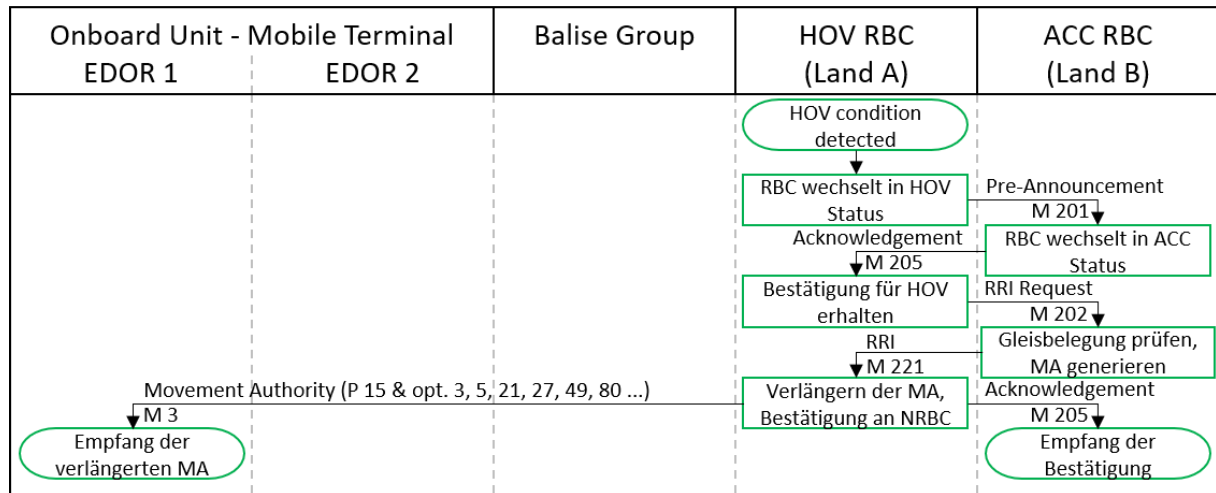 Onboard Unit - Mobile Terminal
EDOR 1
EDOR 2
Balise Group
HOV RBC
(Land A)
ACC RBC
(Land B)
HOV condition
detected
RBC wechselt in HOV
Status
Pre-Announcement
M 201
RBC wechselt in ACC
Status
Acknowledgement
M 205
Bestätigung für HOV
erhalten
RRI Request
M 202
Gleisbelegung prüfen,
MA generieren
RRI
M 221
Verlängern der MA,
Bestätigung an NRBC
Movement Authority (P 15 & opt. 3, 5, 21, 27, 49, 80 ...)
M 3
Empfang der
verlängerten MA
Acknowledgement
M 205
Empfang der
Bestätigung